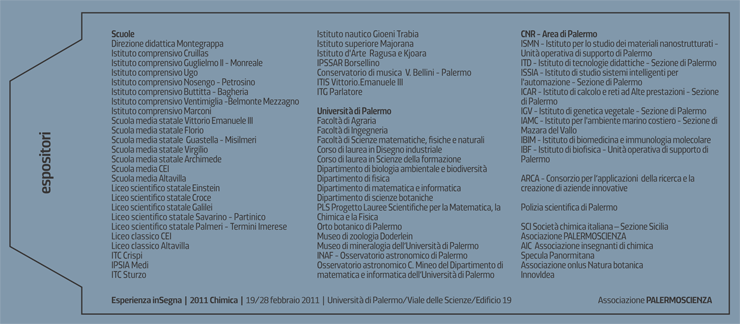 espositori
Scuole
Direzione didattica Montegrappa
Istituto comprensivo Cruillas
Istituto comprensivo Guglielmo II - Monreale
Istituto comprensivo Ugo
Istituto comprensivo Nosengo - Petrosino
Istituto comprensivo Buttitta - Bagheria
Istituto comprensivo Ventimiglia -Belmonte Mezzagno
Istituto comprensivo Marconi
Scuola media statale Vittorio Emanuele III
Scuola media statale Florio
Scuola media statale Guastella - Misilmeri
Scuola media statale Virgilio
Scuola media statale Archimede
Scuola media CEI
Scuola media Altavilla
Liceo scientifico statale Einstein
Liceo scientifico statale Croce
Liceo scientifico statale Galilei
Liceo scientifico statale Savarino - Partinico
Liceo scientifico statale Palmeri - Termini Imerese
Liceo classico CEI
Liceo classico Altavilla
ITC Crispi
IPSIA Medi
ITC Sturzo
Istituto nautico Gioeni Trabia
Istituto superiore Majorana
Istituto d'Arte Ragusa e Kjoara
IPSSAR Borsellino
Conservatorio di musica V. Bellini - Palermo
ITIS Vittorio.Emanuele III
ITG Parlatore
Università di Palermo
Facoltà di Agraria
Facoltà di Ingegneria
Facoltà di Scienze matematiche, fisiche e naturali
Corso di laurea in Disegno industriale
Corso di laurea in Scienze della formazione
Dipartimento di biologia ambientale e biodiversità
Dipartimento di fisica
Dipartimento di matematica e informatica
Dipartimento di scienze botaniche
PLS Progetto Lauree Scientifiche per la Matematica, la
Chimica e la Fisica
Orto botanico di Palermo
Museo di zoologia Doderlein
Museo di mineralogia dell'Università di Palermo
INAF - Osservatorio astronomico di Palermo
Osservatorio astronomico C. Mineo del Dipartimento di
matematica e informatica dell'Università di Palermo
CNR - Area di Palermo
ISMN - Istituto per lo studio dei materiali nanostrutturati -
Unità operativa di supporto di Palermo
ITD - Istituto di tecnologie didattiche - Sezione di Palermo
ISSIA - Istituto di studio sistemi intelligenti per
l'automazione - Sezione di Palermo
ICAR - Istituto di calcolo e reti ad Alte prestazioni - Sezione
di Palermo
IGV - Istituto di genetica vegetale - Sezione di Palermo
IAMC - Istituto per l'ambiente marino costiero - Sezione di
Mazara del Vallo
IBIM - Istituto di biomedicina e immunologia molecolare
IBF - Istituto di biofisica - Unità operativa di supporto di
Palermo
ARCA - Consorzio per l'applicazioni della ricerca e la
creazione di aziende innovative
Polizia scientifica di Palermo
SCI Società chimica italiana – Sezione Sicilia
Asociazione PALERMOSCIENZA
AIC Associazione insegnanti di chimica
Specula Panormitana
Associazione onlus Natura botanica
Innovidea
Esperienza inSegna | 2011 Chimica | 19/28 febbraio 2011 | Università di Palermo/Viale delle Scienze/Edificio 19
Associazione PALERMOSCIENZA